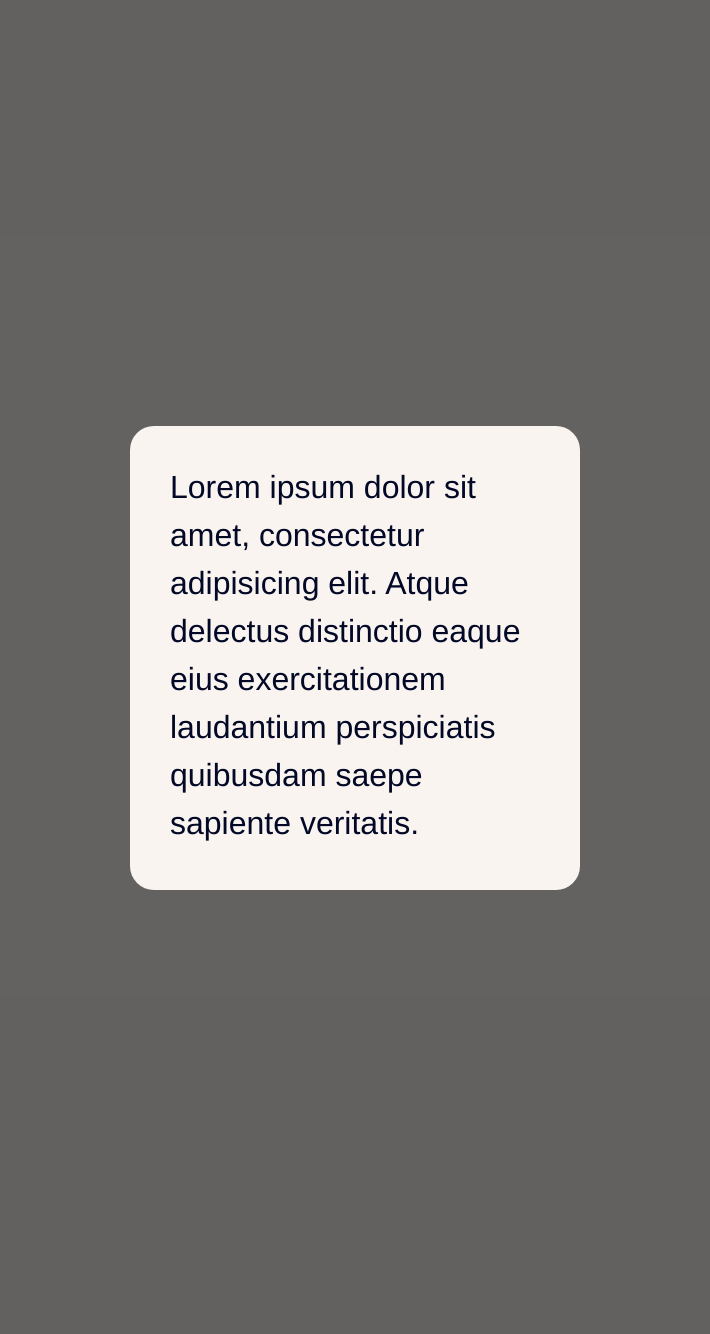 Lorem ipsum dolor sit
amet, consectetur
adipisicing elit. Atque
delectus distinctio eaque
eius exercitationem
laudantium perspiciatis
quibusdam saepe
sapiente veritatis.